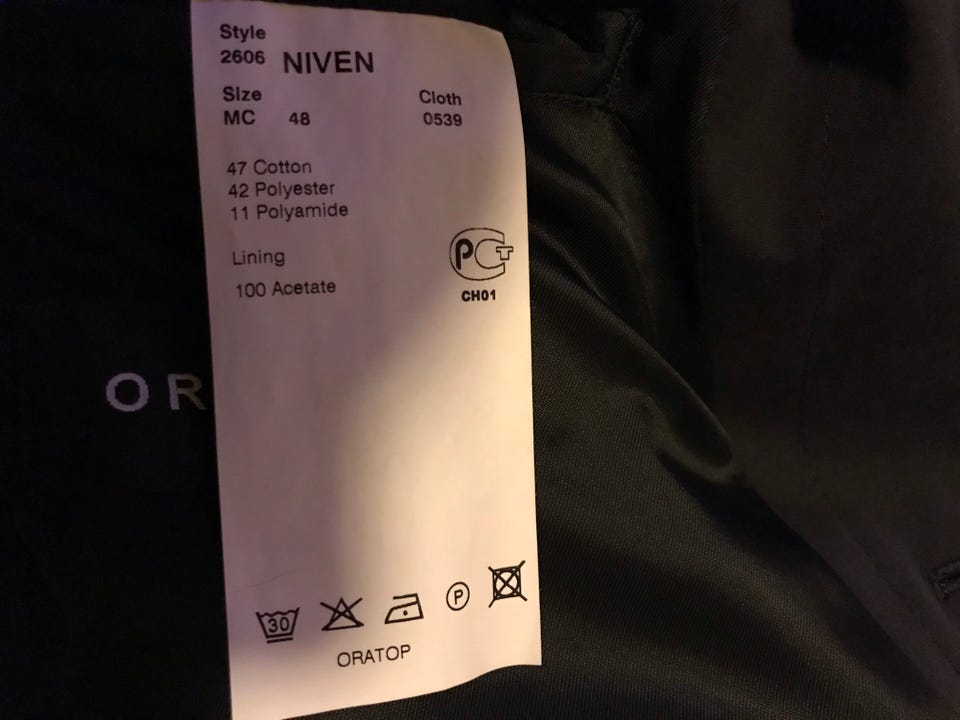 Style
2606 NIVEN
Size
MC 48
Cloth
0539
47 Cotton
42 Polyester
11 Polyamide
Lining
100 Acetate
РСТ
CH01
OR
30
P
ORATOP